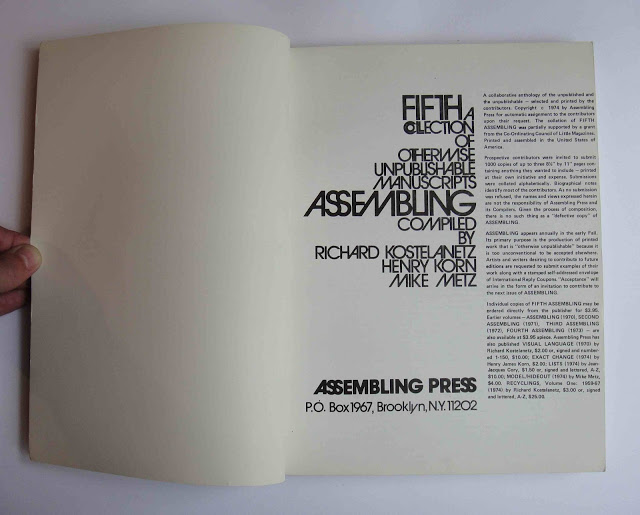 FIFTH A
COLLECTION
OF
OTHERWISE
UNPUBLISHABLE
MANUSCRIPTS
ASSEMBLING
COMPILED
BY
RICHARD KOSTELANETZ
HENRY KORN
MIKE METZ
ASSEMBLING PRESS
P.O. Box 1967, Brooklyn, N.Y. 11202
A collaborative anthology of the unpublished and
the unpublishable – selected and printed by the
contributors. Copyright c 1974 by Assembling
Press for automatic assignment to the contributors
upon their request. The collation of FIFTH
ASSEMBLING was partially supported by a grant
from the Co-Ordinating Council of Little Magazines.
Printed and assembled in the United States of
America.
Prospective contributors were invited to submit
1000 copies of up to three 8½" by 11" pages con-
taining anything they wanted to include – printed
at their own initiative and expense. Submissions
were collated alphabetically. Biographical notes
identify most of the contributors. As no submission
was refused, the names and views expressed herein
are not the responsibility of Assembling Press and
its Compilers. Given the process of composition,
there is no such thing as a "defective copy" of
ASSEMBLING.
ASSEMBLING appears annually in the early Fall.
Its primary purpose is the production of printed
work that is "otherwise unpublishable" because it
is too unconventional to be accepted elsewhere.
Artists and writers desiring to contribute to future
editions are requested to submit examples of their
work along with a stamped self-addressed envelope
of International Reply Coupons. "Acceptance" will
arrive in the form of an invitation to contribute to
the next issue of ASSEMBLING.
Individual copies of FIFTH ASSEMBLING may be
ordered directly from the publisher for $3.95.
Earlier volumes – ASSEMBLING (1970), SECOND
ASSEMBLING (1971), THIRD ASSEMBLING
(1972), FOURTH ASSEMBLING (1973) – are
also available at $3.95 apiece. Assembling Press has
also published VISUAL LANGUAGE (1970) by
Richard Kostelanetz, $2.00 or, signed and number-
ed 1-150, $10.00; EXACT CHANGE (1974) by
Henry James Korn, $2.00; LISTS (1974) by Jean-
Jacques Cory, $1.50 or, signed and lettered, A-Z,
$10.00; MODEL/HIDEOUT (1974) by Mike Metz,
$4.00. RECYCLINGS, Volume One: 1959-67
(1974) by Richard Kostelanetz, $3.00 or, signed
and lettered, A-Z, $25.00.